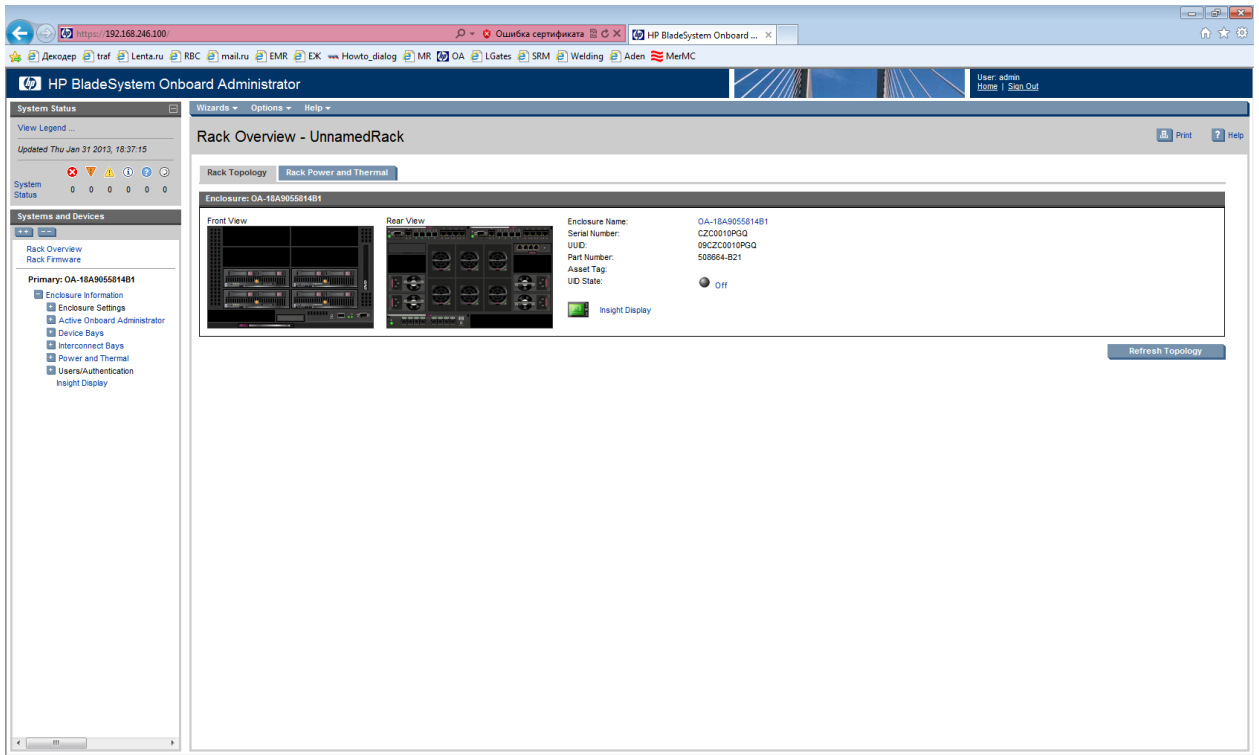 https://192.168.246.100/
Ошибка сертификата
HP BladeSystem Onboard ...
Декодер traf Lenta.ru RBC mail.ru EMR ЕЖ Howto_dialog MR OA LGates SRM Welding Aden MerMC
HP BladeSystem Onboard Administrator
User: admin
Home | Sign Out
System Status
Wizards Options Help
View Legend ...
Updated Thu Jan 31 2013, 18:37:15
System Status 0 0 0 0 0 0
Rack Overview - UnnamedRack
Print Help
Rack Topology Rack Power and Thermal
Enclosure: OA-18A9055814B1
Front View
Rear View
Enclosure Name: OA-18A9055814B1
Serial Number: CZC0010PGQ
UUID: 09CZC0010PGQ
Part Number: 508664-B21
Asset Tag:
UID State: Off
Insight Display
Refresh Topology
Systems and Devices
Rack Overview
Rack Firmware
Primary: OA-18A9055814B1
Enclosure Information
Enclosure Settings
Active Onboard Administrator
Device Bays
Interconnect Bays
Power and Thermal
Users/Authentication
Insight Display